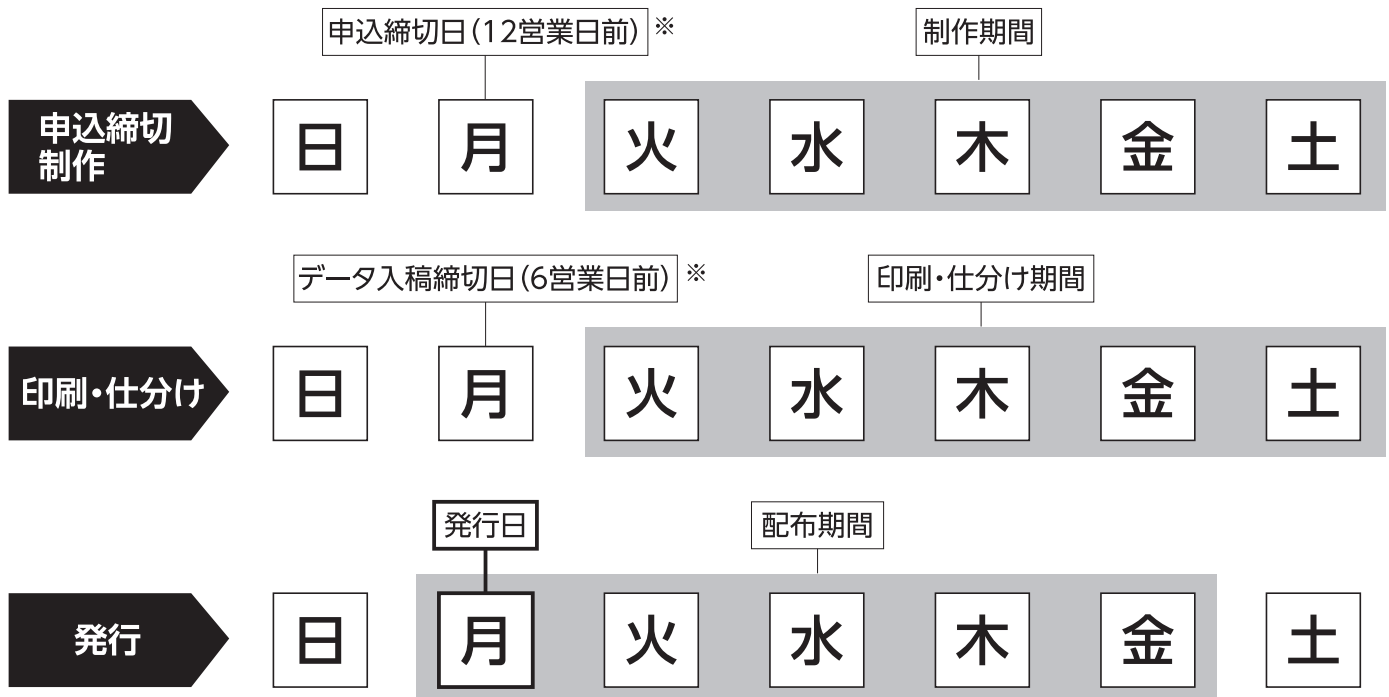 申込締切日(12営業日前)※
制作期間
申込締切
制作
日 月 火 水 木 金 土
データ入稿締切日(6営業日前)※
印刷・仕分け期間
印刷・仕分け
日 月 火 水 木 金 土
発行日
配布期間
発行
日 月 火 水 木 金 土